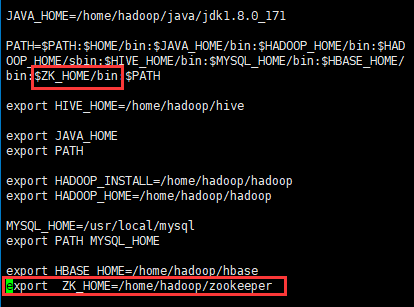 JAVA_HOME=/home/hadoop/java/jdk1.8.0_171
PATH=$PATH:$HOME/bin:$JAVA_HOME/bin:$HADOOP_HOME/bin:$HAD
OOP_HOME/sbin:$HIVE_HOME/bin:$MYSQL_HOME/bin:$HBASE_HOME/
bin:$ZK_HOME/bin:$PATH
export HIVE_HOME=/home/hadoop/hive
export JAVA_HOME
export PATH
export HADOOP_INSTALL=/home/hadoop/hadoop
export HADOOP_HOME=/home/hadoop/hadoop
MYSQL_HOME=/usr/local/mysql
export PATH MYSQL_HOME
export HBASE_HOME=/home/hadoop/hbase
export  ZK_HOME=/home/hadoop/zookeeper